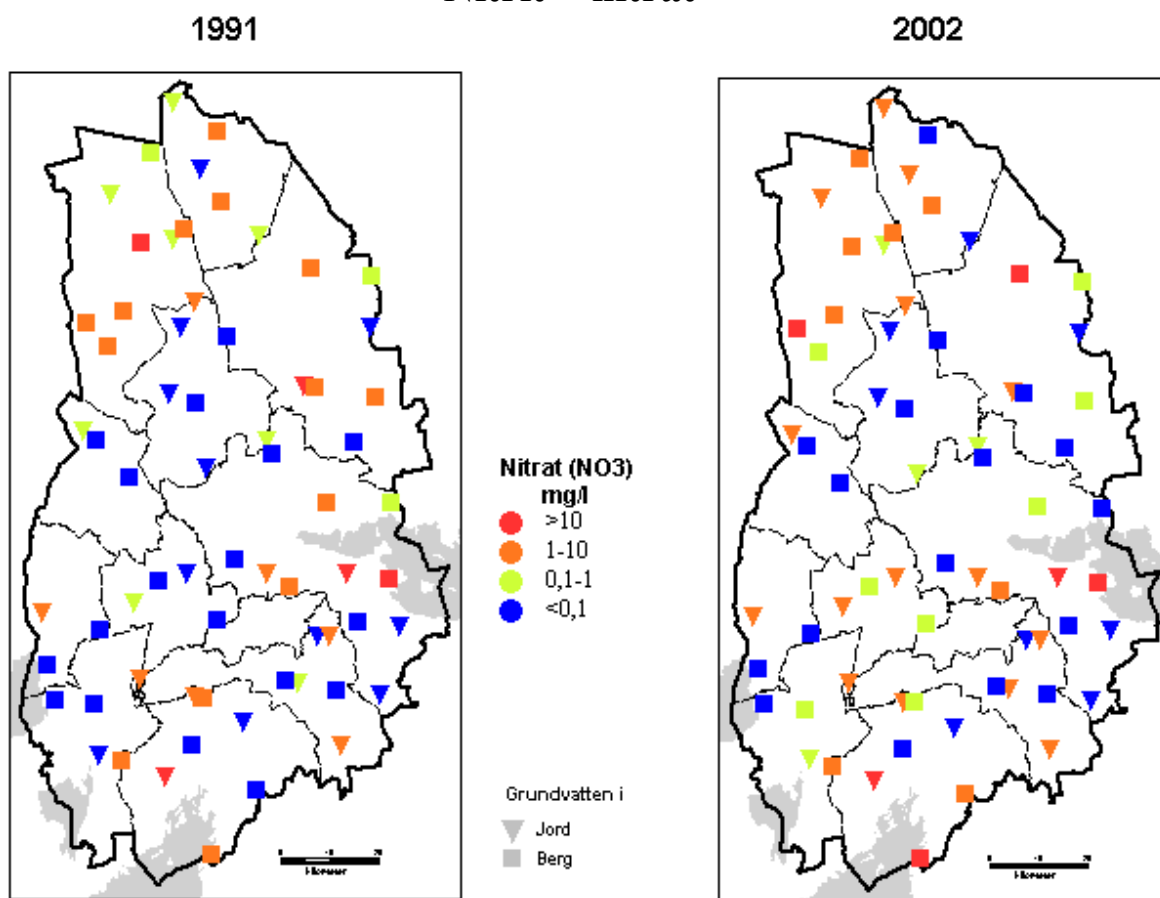 1991
2002
Nitrat (NO3)
mg/l
>10
1-10
0,1-1
<0,1
Grundvatten i
Jord
Berg